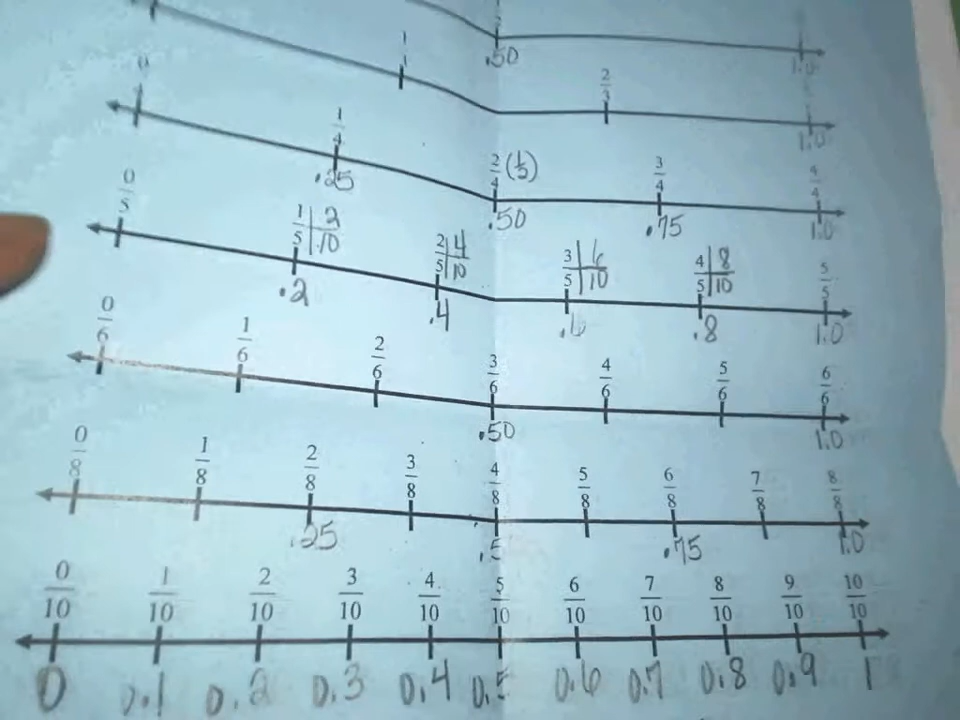 .50 1.0
2/3
1.0
1/4 2/4 (1/2) 3/4 4/4
.25 .50 .75 1.0
0/5 1/5 2/10 2/5 4/10 3/5 6/10 4/5 8/10 5/5
.2 .4 .6 .8 1.0
0/6 1/6 2/6 3/6 4/6 5/6 6/6
.50 1.0
0/8 1/8 2/8 3/8 4/8 5/8 6/8 7/8 8/8
.25 .5 .75 1.0
0/10 1/10 2/10 3/10 4/10 5/10 6/10 7/10 8/10 9/10 10/10
0 0.1 0.2 0.3 0.4 0.5 0.6 0.7 0.8 0.9 1